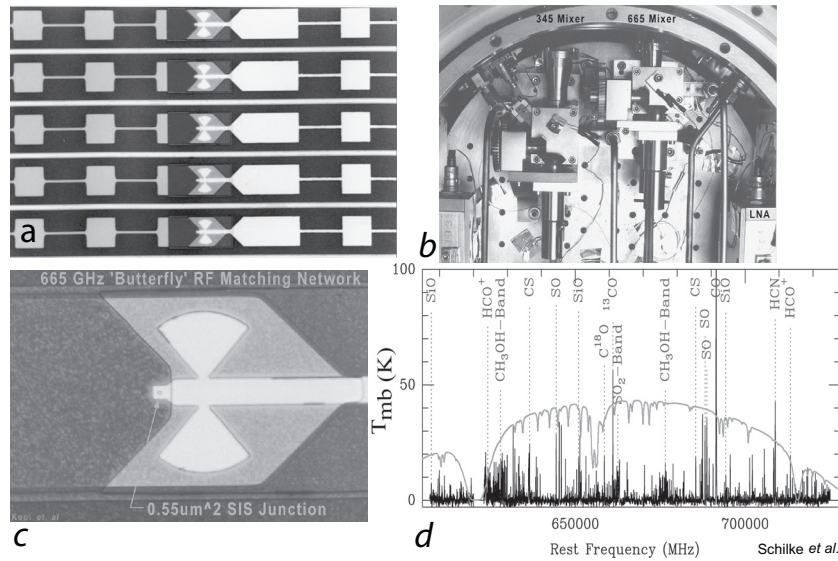 a
345 Mixer 665 Mixer
LNA
b
665 GHz 'Butterfly' RF Matching Network
0.55um^2 SIS Junction
Kooi et. al
c
100
50
0
T_mb (K)
SiO
HCO+
CH3OH-Band
CS
SO
SiO
C18O
13CO
SO2-Band
CH3OH-Band
CS
SO SO
CO
SiO
HCN
HCO+
650000 700000
Rest Frequency (MHz)
Schilke et al.
d